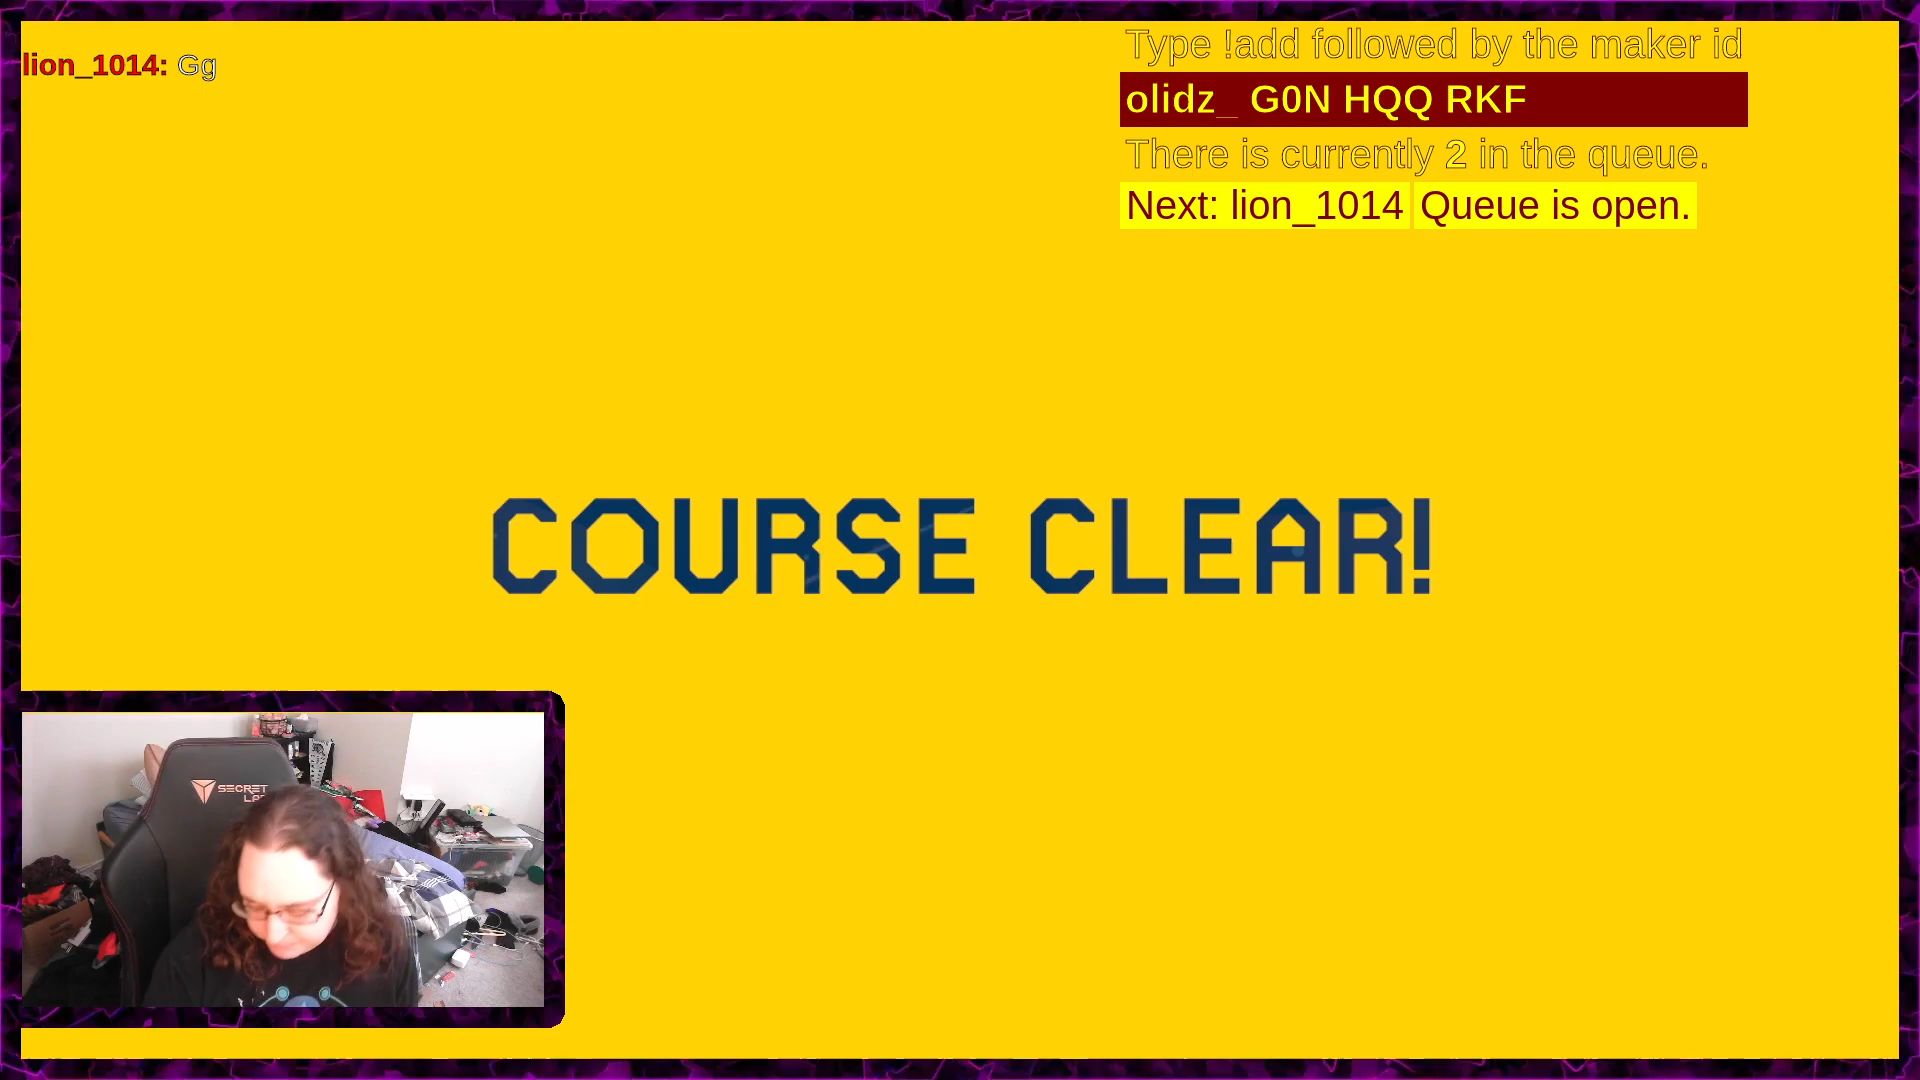 Type !add followed by the maker id
lion_1014: Gg
olidz_ G0N HQQ RKF
There is currently 2 in the queue.
Next: lion_1014 Queue is open.
COURSE CLEAR!
SECRET